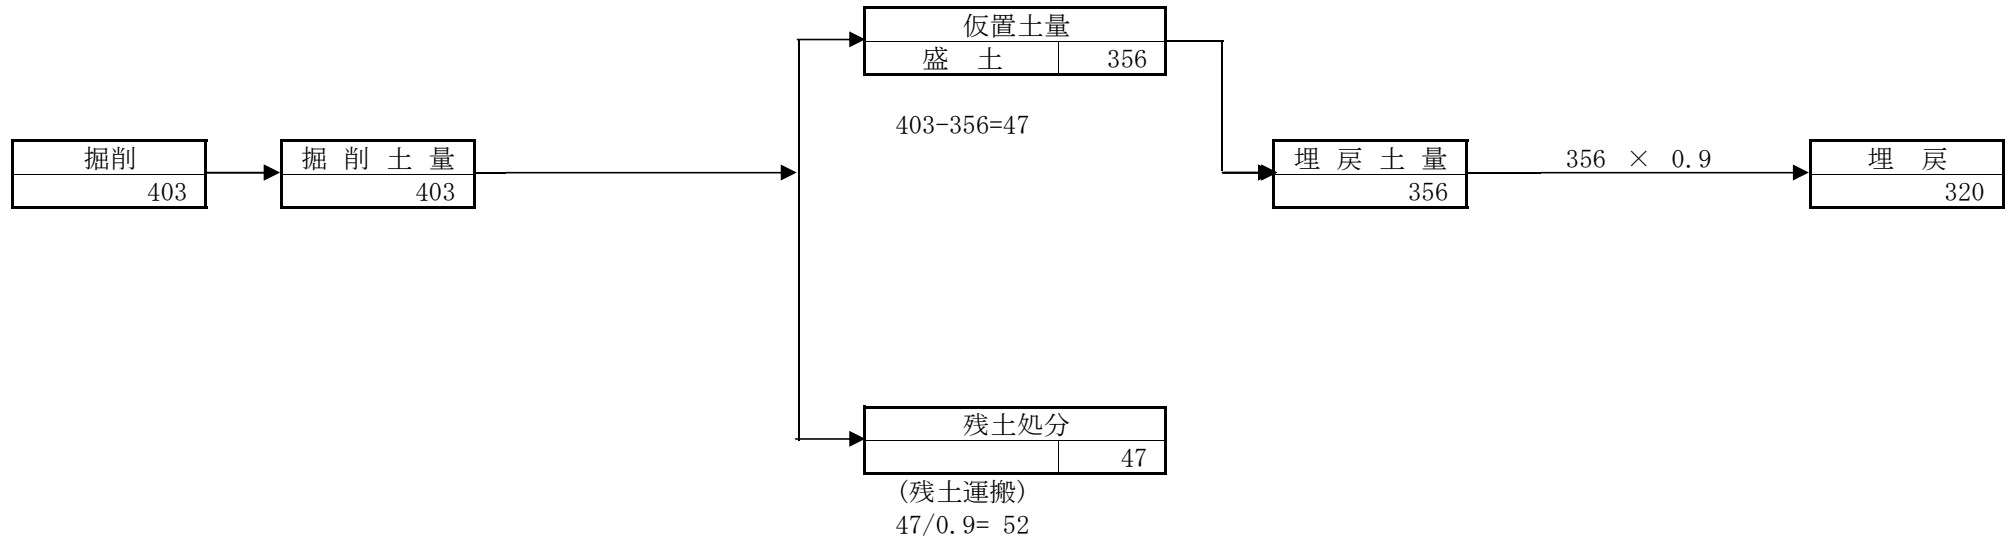 仮置土量
盛 土 356
403-356=47
掘削
403
掘 削 土 量
403
埋 戻 土 量
356
356 × 0.9
埋 戻
320
残土処分
47
(残土運搬)
47/0.9= 52